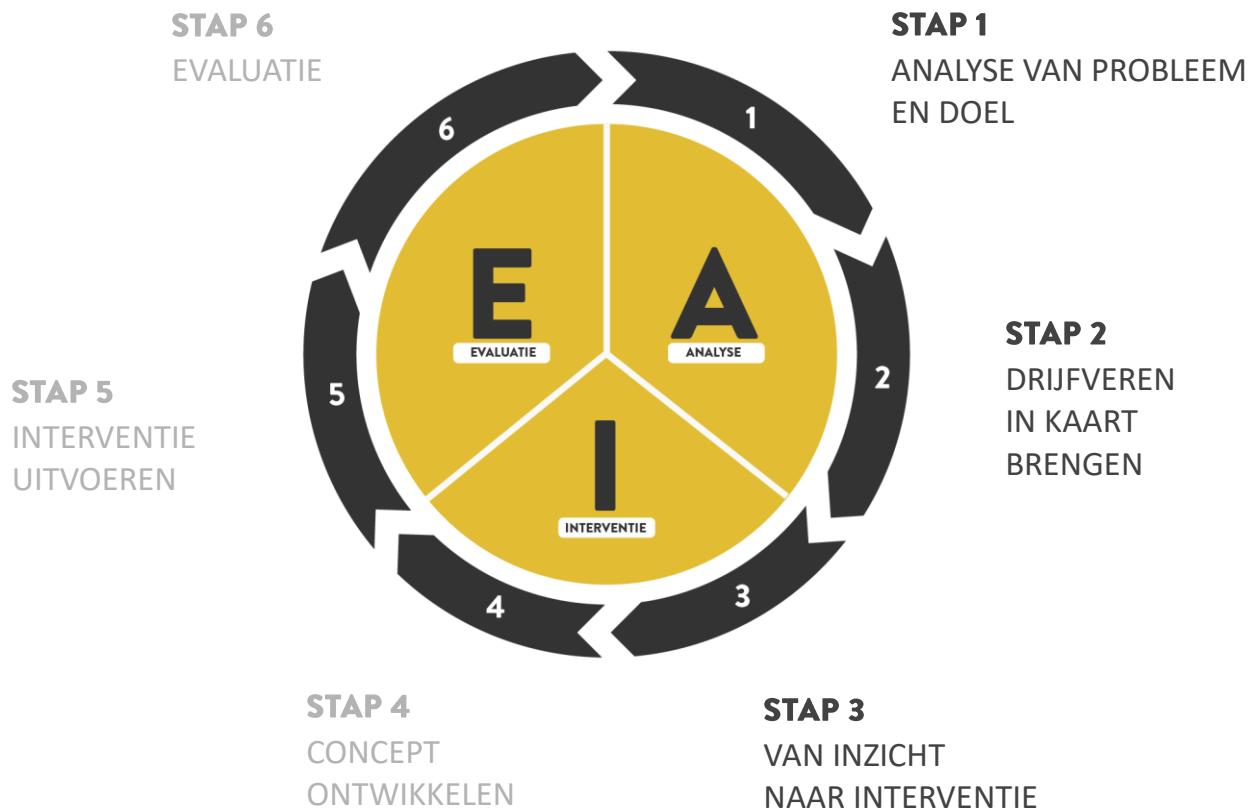 STAP 1
ANALYSE VAN PROBLEEM
EN DOEL
STAP 2
DRIJFVEREN
IN KAART
BRENGEN
STAP 3
VAN INZICHT
NAAR INTERVENTIE
STAP 4
CONCEPT
ONTWIKKELEN
STAP 5
INTERVENTIE
UITVOEREN
STAP 6
EVALUATIE
1
2
3
4
5
6
A
ANALYSE
I
INTERVENTIE
E
EVALUATIE